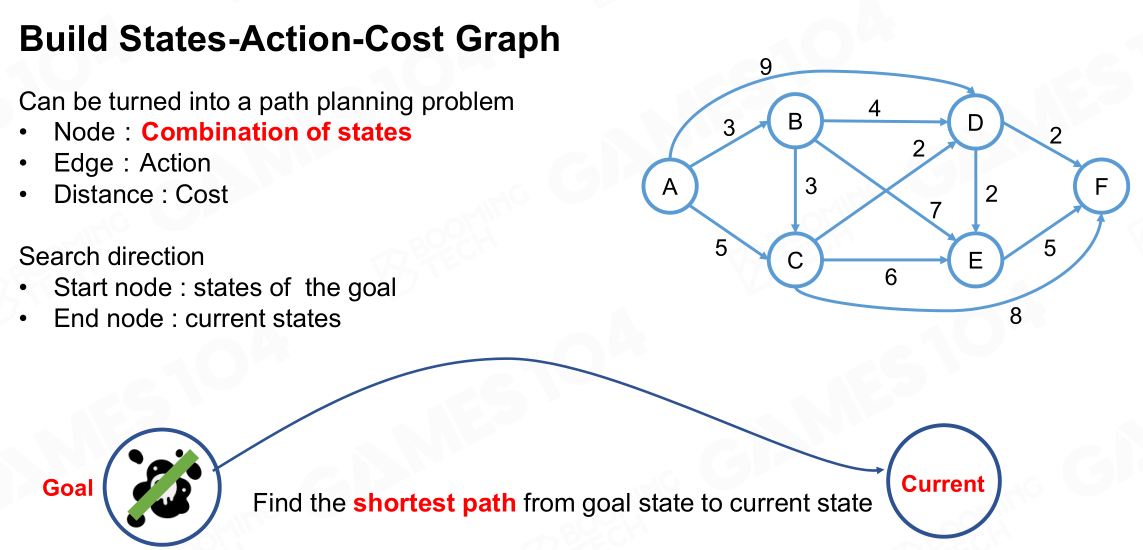 Build States-Action-Cost Graph
Can be turned into a path planning problem
• Node : Combination of states
• Edge : Action
• Distance : Cost
Search direction
• Start node : states of the goal
• End node : current states
9
B
4
D
3
2
2
A
3
2
F
7
5
C
6
E
5
8
Goal
Find the shortest path from goal state to current state
Current
GAMES104
BOOMING TECH